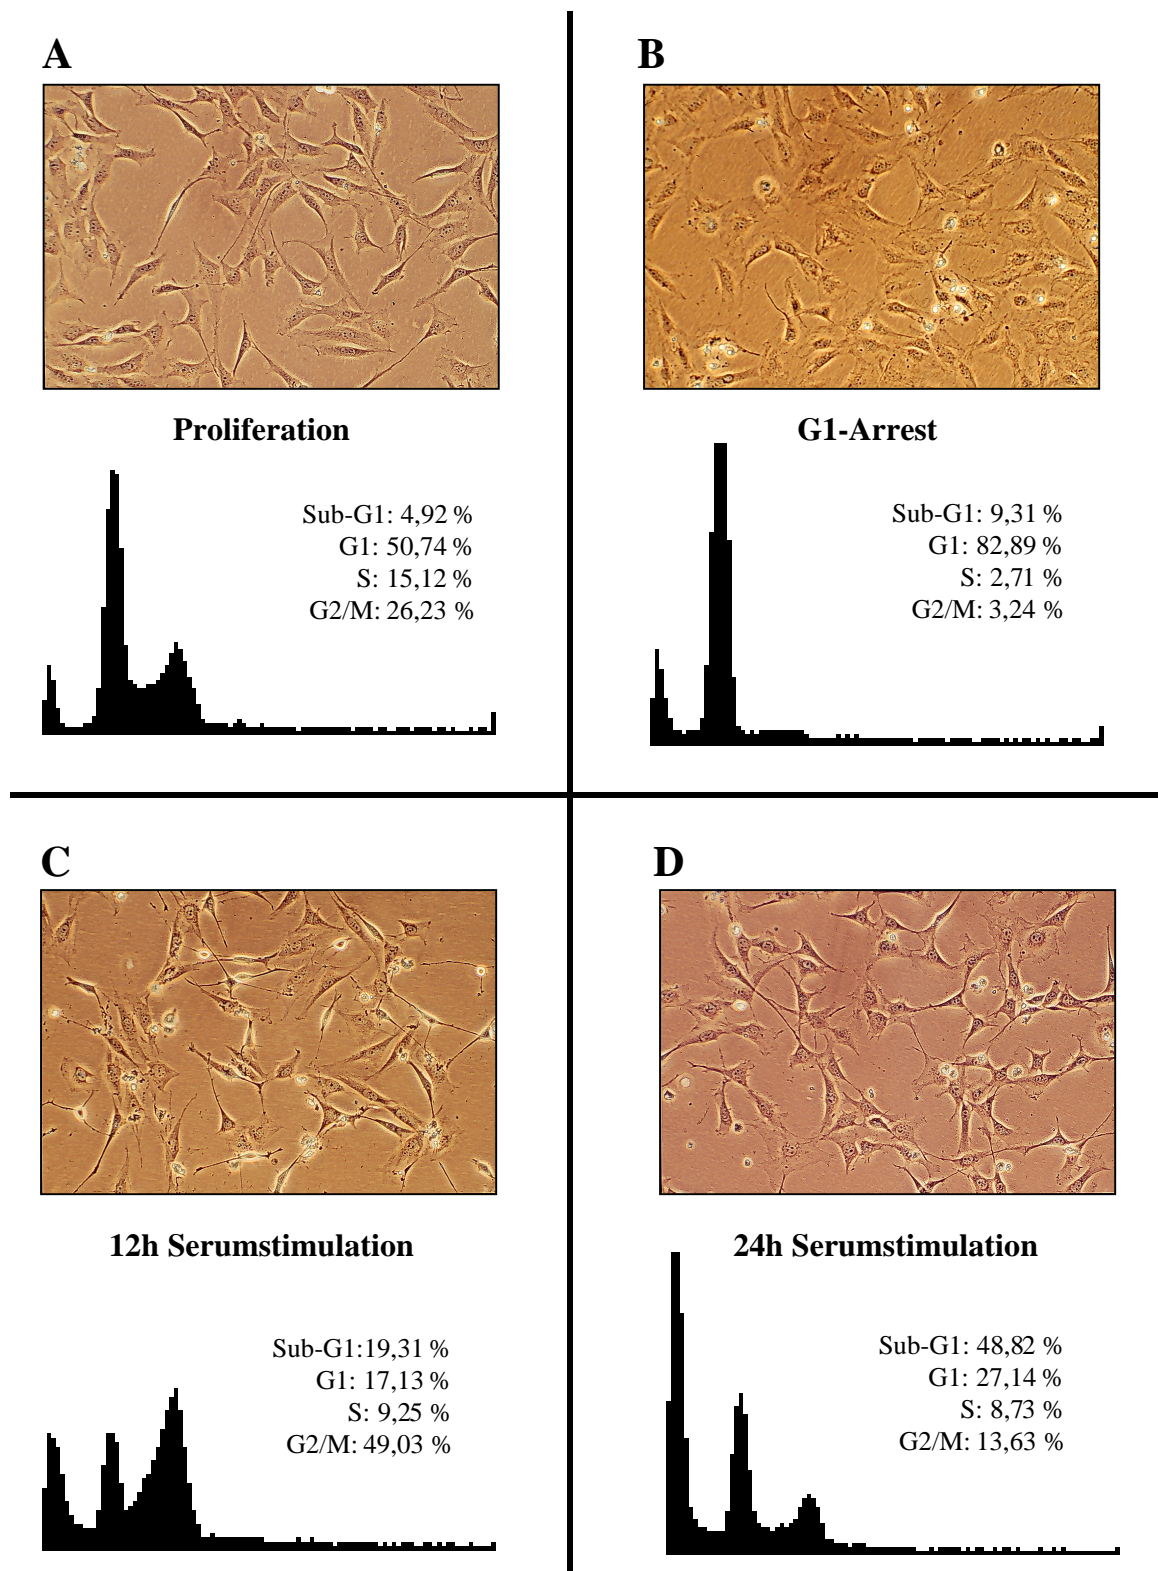 A
Proliferation
Sub-G1: 4,92 %
G1: 50,74 %
S: 15,12 %
G2/M: 26,23 %
B
G1-Arrest
Sub-G1: 9,31 %
G1: 82,89 %
S: 2,71 %
G2/M: 3,24 %
C
12h Serumstimulation
Sub-G1:19,31 %
G1: 17,13 %
S: 9,25 %
G2/M: 49,03 %
D
24h Serumstimulation
Sub-G1: 48,82 %
G1: 27,14 %
S: 8,73 %
G2/M: 13,63 %